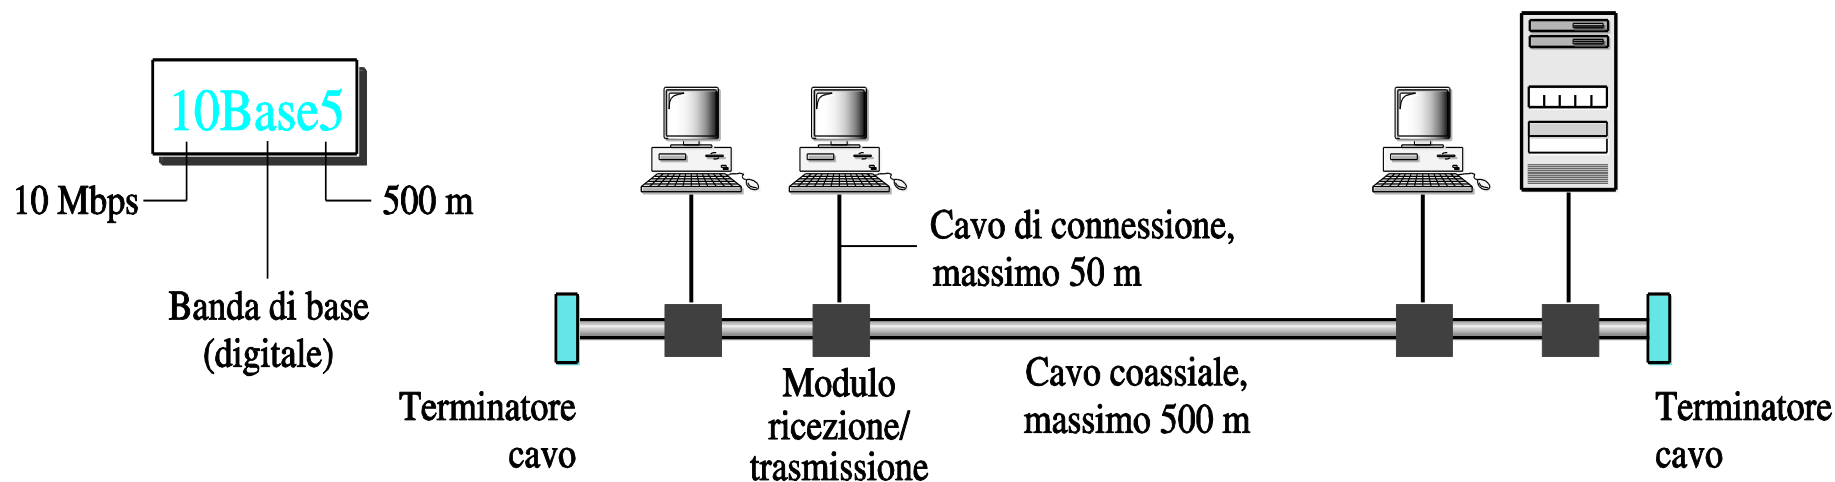 10Base5
10 Mbps
500 m
Banda di base
(digitale)
Cavo di connessione,
massimo 50 m
Terminatore
cavo
Modulo
ricezione/
trasmissione
Cavo coassiale,
massimo 500 m
Terminatore
cavo